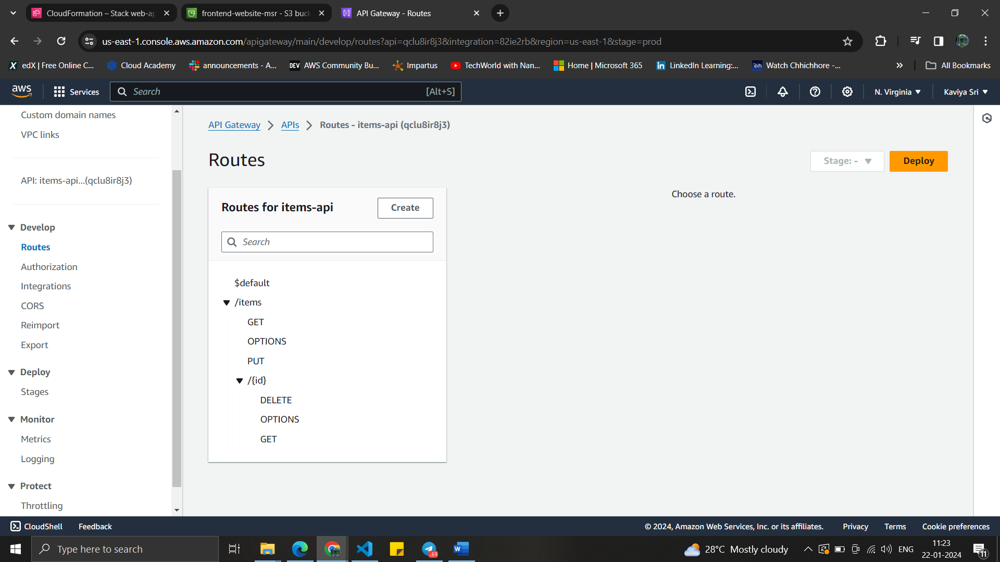 CloudFormation – Stack web-ap
frontend-website-msr - S3 buck
API Gateway - Routes
us-east-1.console.aws.amazon.com/apigateway/main/develop/routes?api=qclu8ir8j3&integration=82ie2rb&region=us-east-1&stage=prod
edX | Free Online C...
Cloud Academy
announcements - A...
DEV
AWS Community Bu...
Impartus
TechWorld with Nan...
Home | Microsoft 365
LinkedIn Learning:...
Watch Chhichhore -...
All Bookmarks
aws
Services
Search
[Alt+S]
N. Virginia
Kaviya Sri
Custom domain names
VPC links
API: items-api...(qclu8ir8j3)
Develop
Routes
Authorization
Integrations
CORS
Reimport
Export
Deploy
Stages
Monitor
Metrics
Logging
Protect
Throttling
API Gateway
APIs
Routes - items-api (qclu8ir8j3)
Routes
Stage: -
Deploy
Routes for items-api
Create
Search
$default
/items
GET
OPTIONS
PUT
/{id}
DELETE
OPTIONS
GET
Choose a route.
CloudShell
Feedback
© 2024, Amazon Web Services, Inc. or its affiliates.
Privacy
Terms
Cookie preferences
Type here to search
28°C Mostly cloudy
ENG
11:23
22-01-2024
11